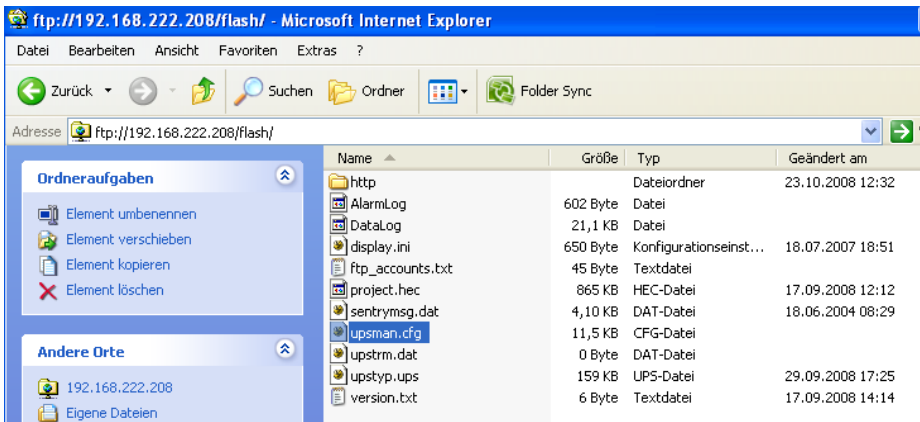 ftp://192.168.222.208/flash/ - Microsoft Internet Explorer
Datei Bearbeiten Ansicht Favoriten Extras ?
Zurück Suchen Ordner Folder Sync
Adresse ftp://192.168.222.208/flash/
Ordneraufgaben
Element umbenennen
Element verschieben
Element kopieren
Element löschen
Andere Orte
192.168.222.208
Eigene Dateien
Name Größe Typ Geändert am
http Dateiordner 23.10.2008 12:32
AlarmLog 602 Byte Datei
DataLog 21,1 KB Datei
display.ini 650 Byte Konfigurationseinst... 18.07.2007 18:51
ftp_accounts.txt 45 Byte Textdatei
project.hec 865 KB HEC-Datei 17.09.2008 12:12
sentrymsg.dat 4,10 KB DAT-Datei 18.06.2004 08:29
upsman.cfg 11,5 KB CFG-Datei
upstrm.dat 0 Byte DAT-Datei
upstyp.ups 159 KB UPS-Datei 29.09.2008 17:25
version.txt 6 Byte Textdatei 17.09.2008 14:14